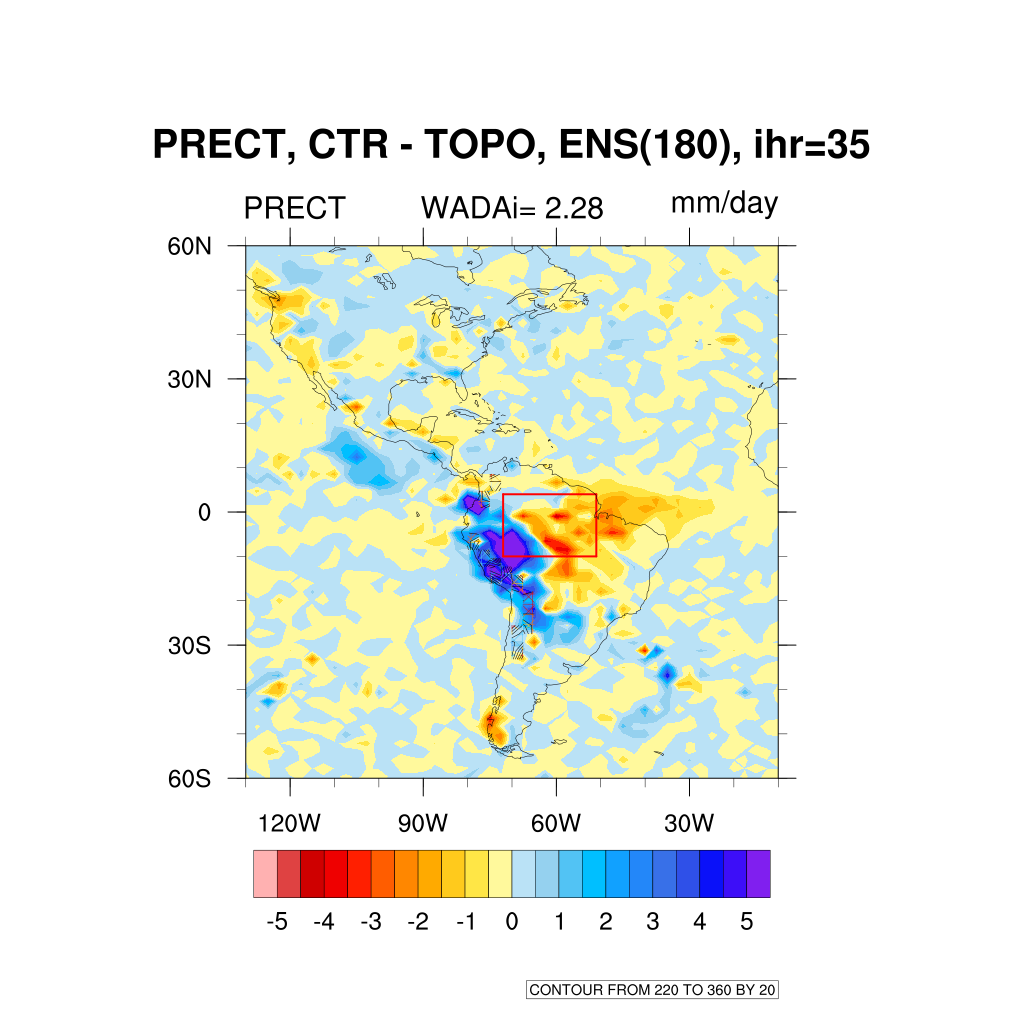 PRECT, CTR - TOPO, ENS(180), ihr=35
PRECT WADAi= 2.28 mm/day
60N
30N
0
30S
60S
120W 90W 60W 30W
-5 -4 -3 -2 -1 0 1 2 3 4 5
CONTOUR FROM 220 TO 360 BY 20